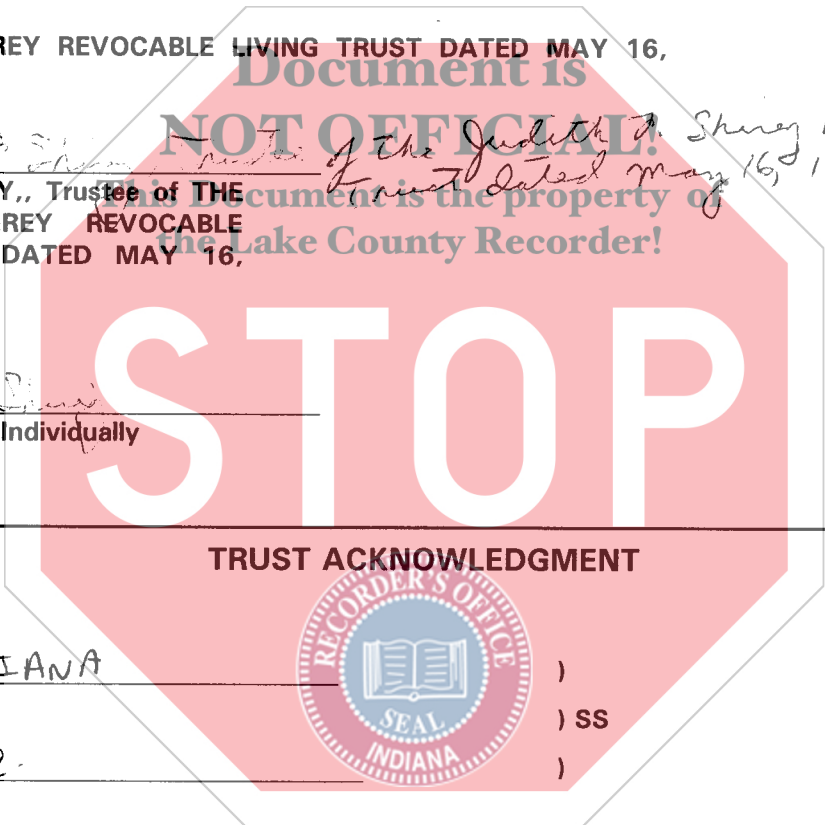 REY REVOCABLE LIVING TRUST DATED MAY 16,
Document is
NOT OFFICIAL!
of the Judith A. Shirey
Trust dated May 16, 1
This Document is the property of
the Lake County Recorder!
Y,, Trustee of THE
REY REVOCABLE
DATED MAY 16,
STOP
Individually
TRUST ACKNOWLEDGMENT
RECORDER'S OFFICE
SEAL
INDIANA
IANA )
) SS
)